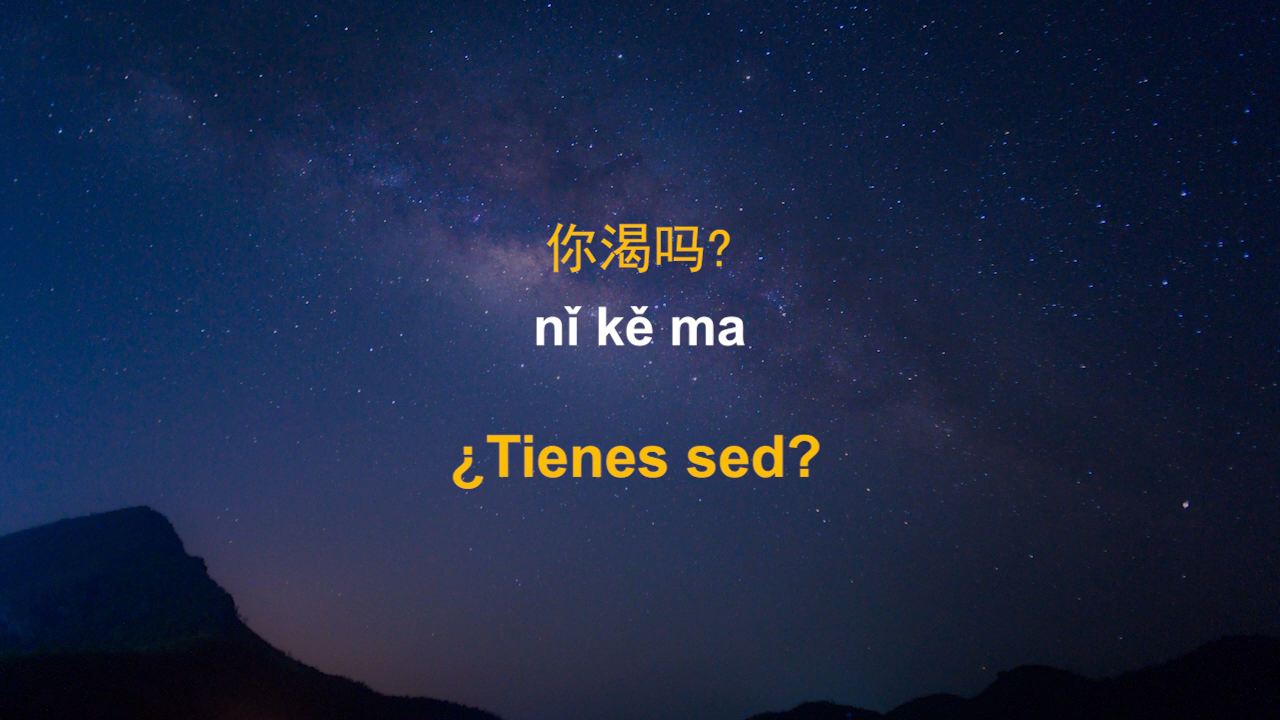 你渴吗?
nǐ kě ma
¿Tienes sed?